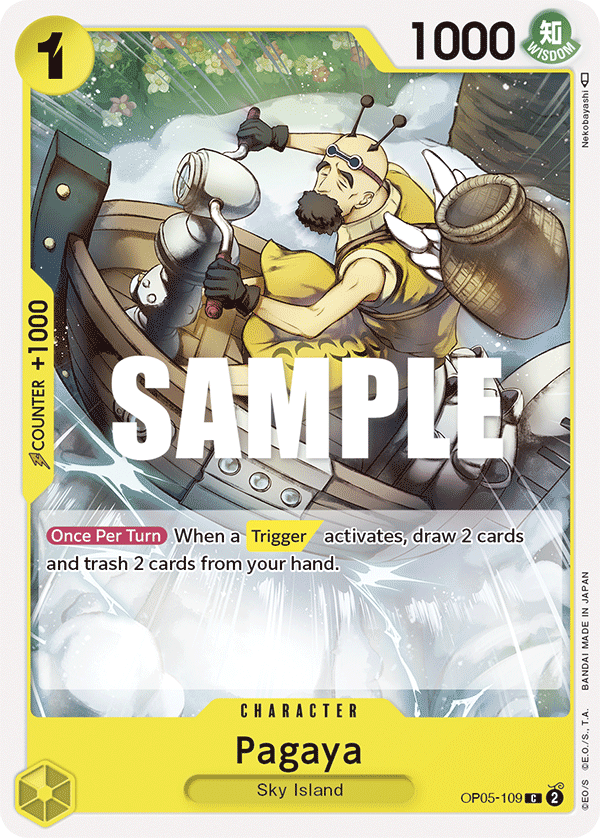 1
1000
知
WISDOM
Nekobayashi
COUNTER +1000
SAMPLE
Once Per Turn When a Trigger activates, draw 2 cards
and trash 2 cards from your hand.
CHARACTER
Pagaya
Sky Island
OP05-109 C 2
©E.O./S., T.A. BANDAI MADE IN JAPAN
©EO/S